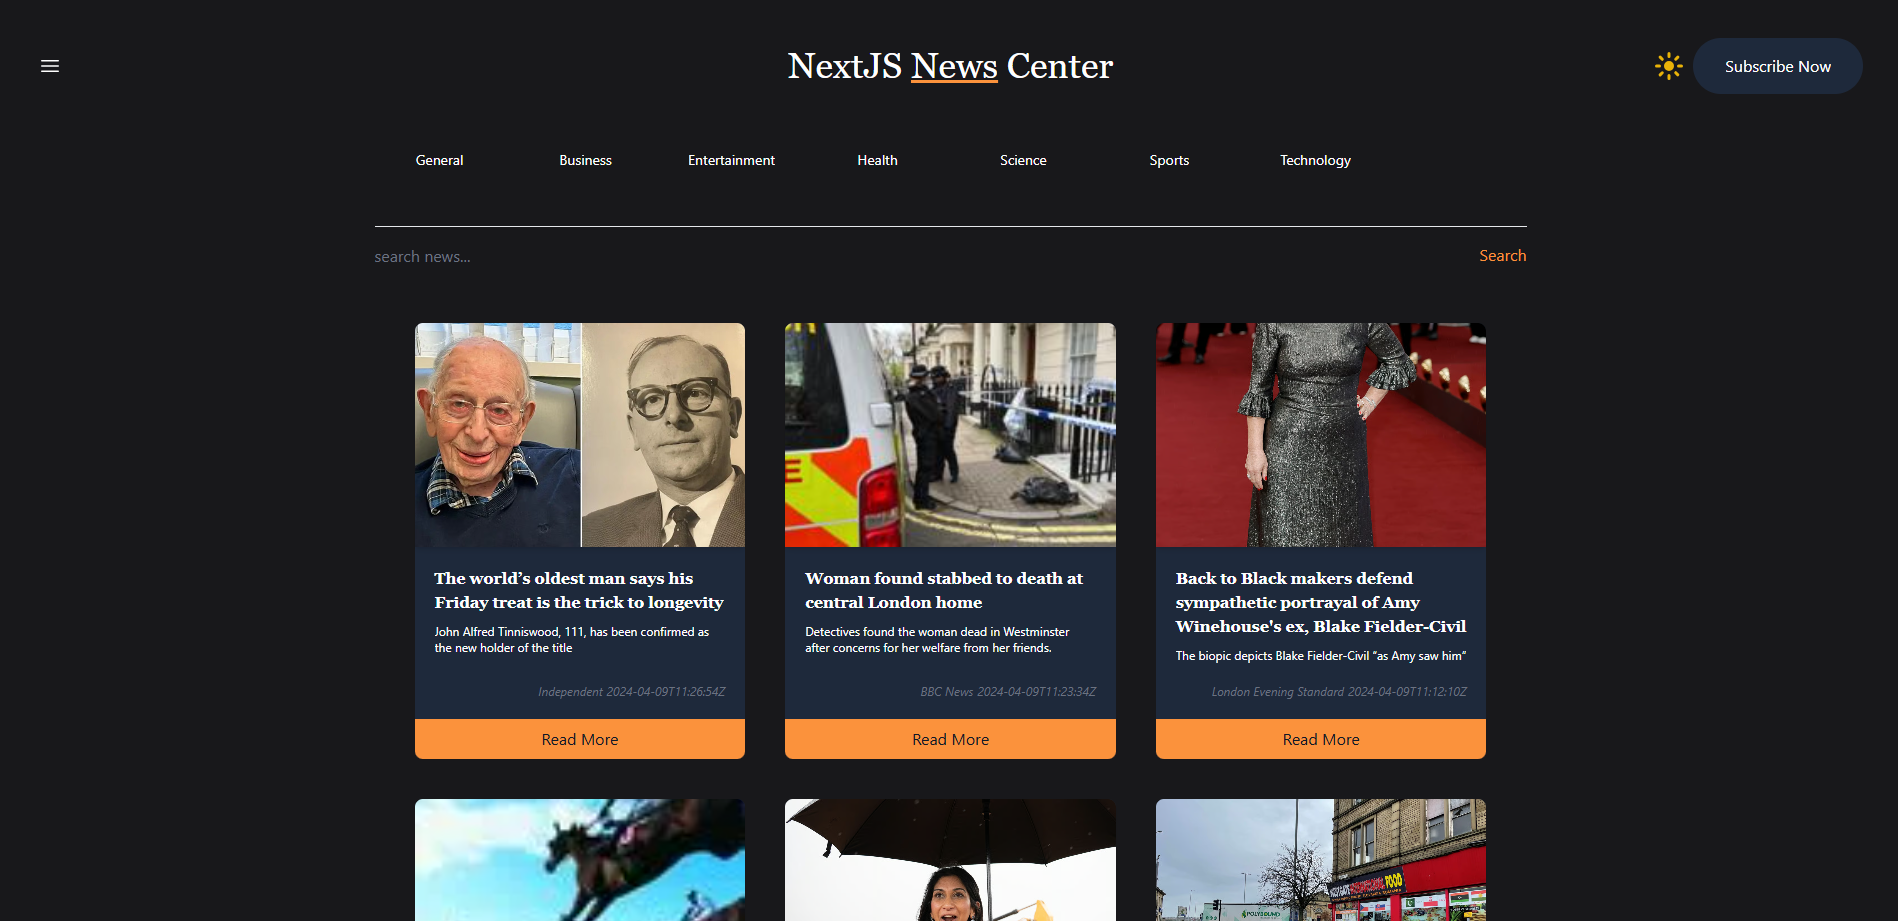 NextJS News Center
Subscribe Now
General
Business
Entertainment
Health
Science
Sports
Technology
search news...
Search
The world’s oldest man says his
Friday treat is the trick to longevity
John Alfred Tinniswood, 111, has been confirmed as
the new holder of the title
Independent 2024-04-09T11:26:54Z
Read More
Woman found stabbed to death at
central London home
Detectives found the woman dead in Westminster
after concerns for her welfare from her friends.
BBC News 2024-04-09T11:23:34Z
Read More
Back to Black makers defend
sympathetic portrayal of Amy
Winehouse's ex, Blake Fielder-Civil
The biopic depicts Blake Fielder-Civil “as Amy saw him”
London Evening Standard 2024-04-09T11:12:10Z
Read More
FOOD
POLYSOUND